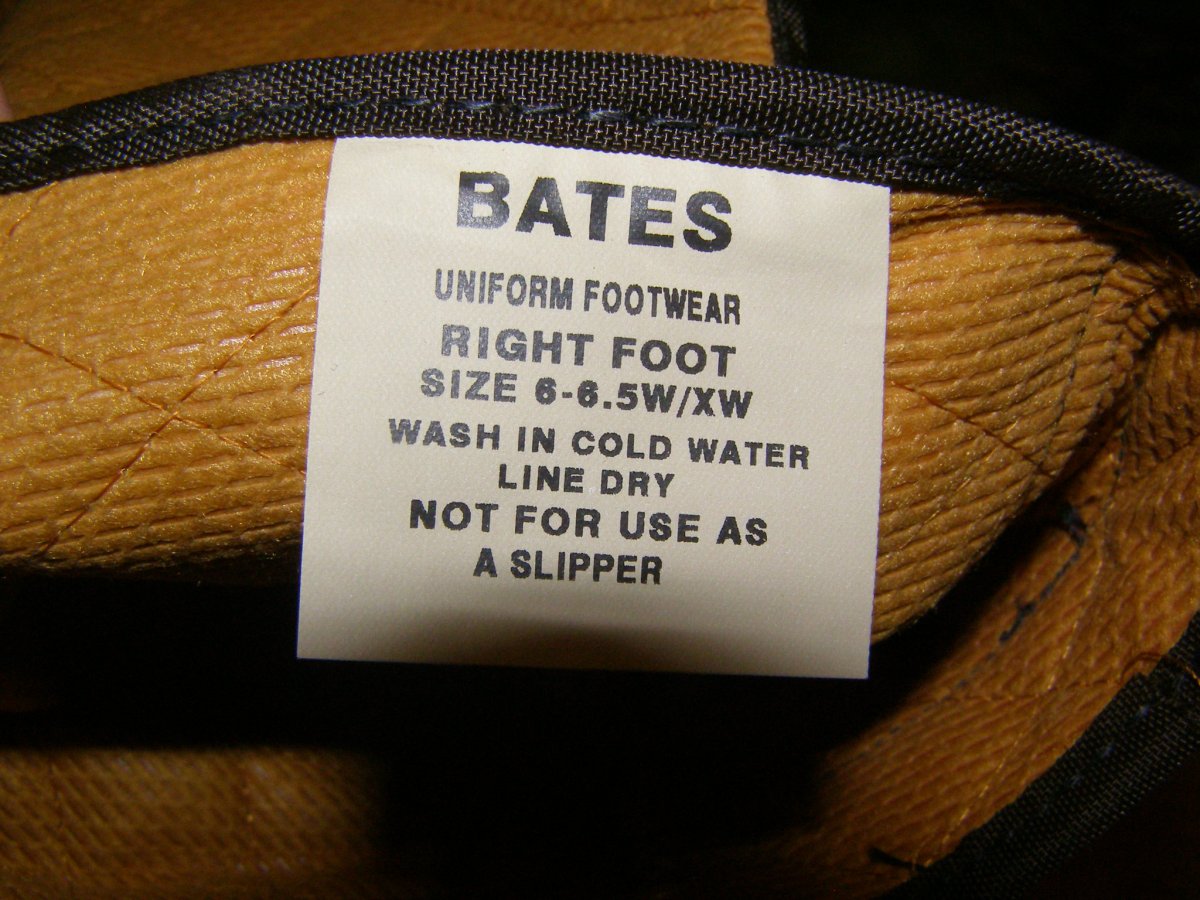 BATES
UNIFORM FOOTWEAR
RIGHT FOOT
SIZE 6-6.5W/XW
WASH IN COLD WATER
LINE DRY
NOT FOR USE AS
A SLIPPER